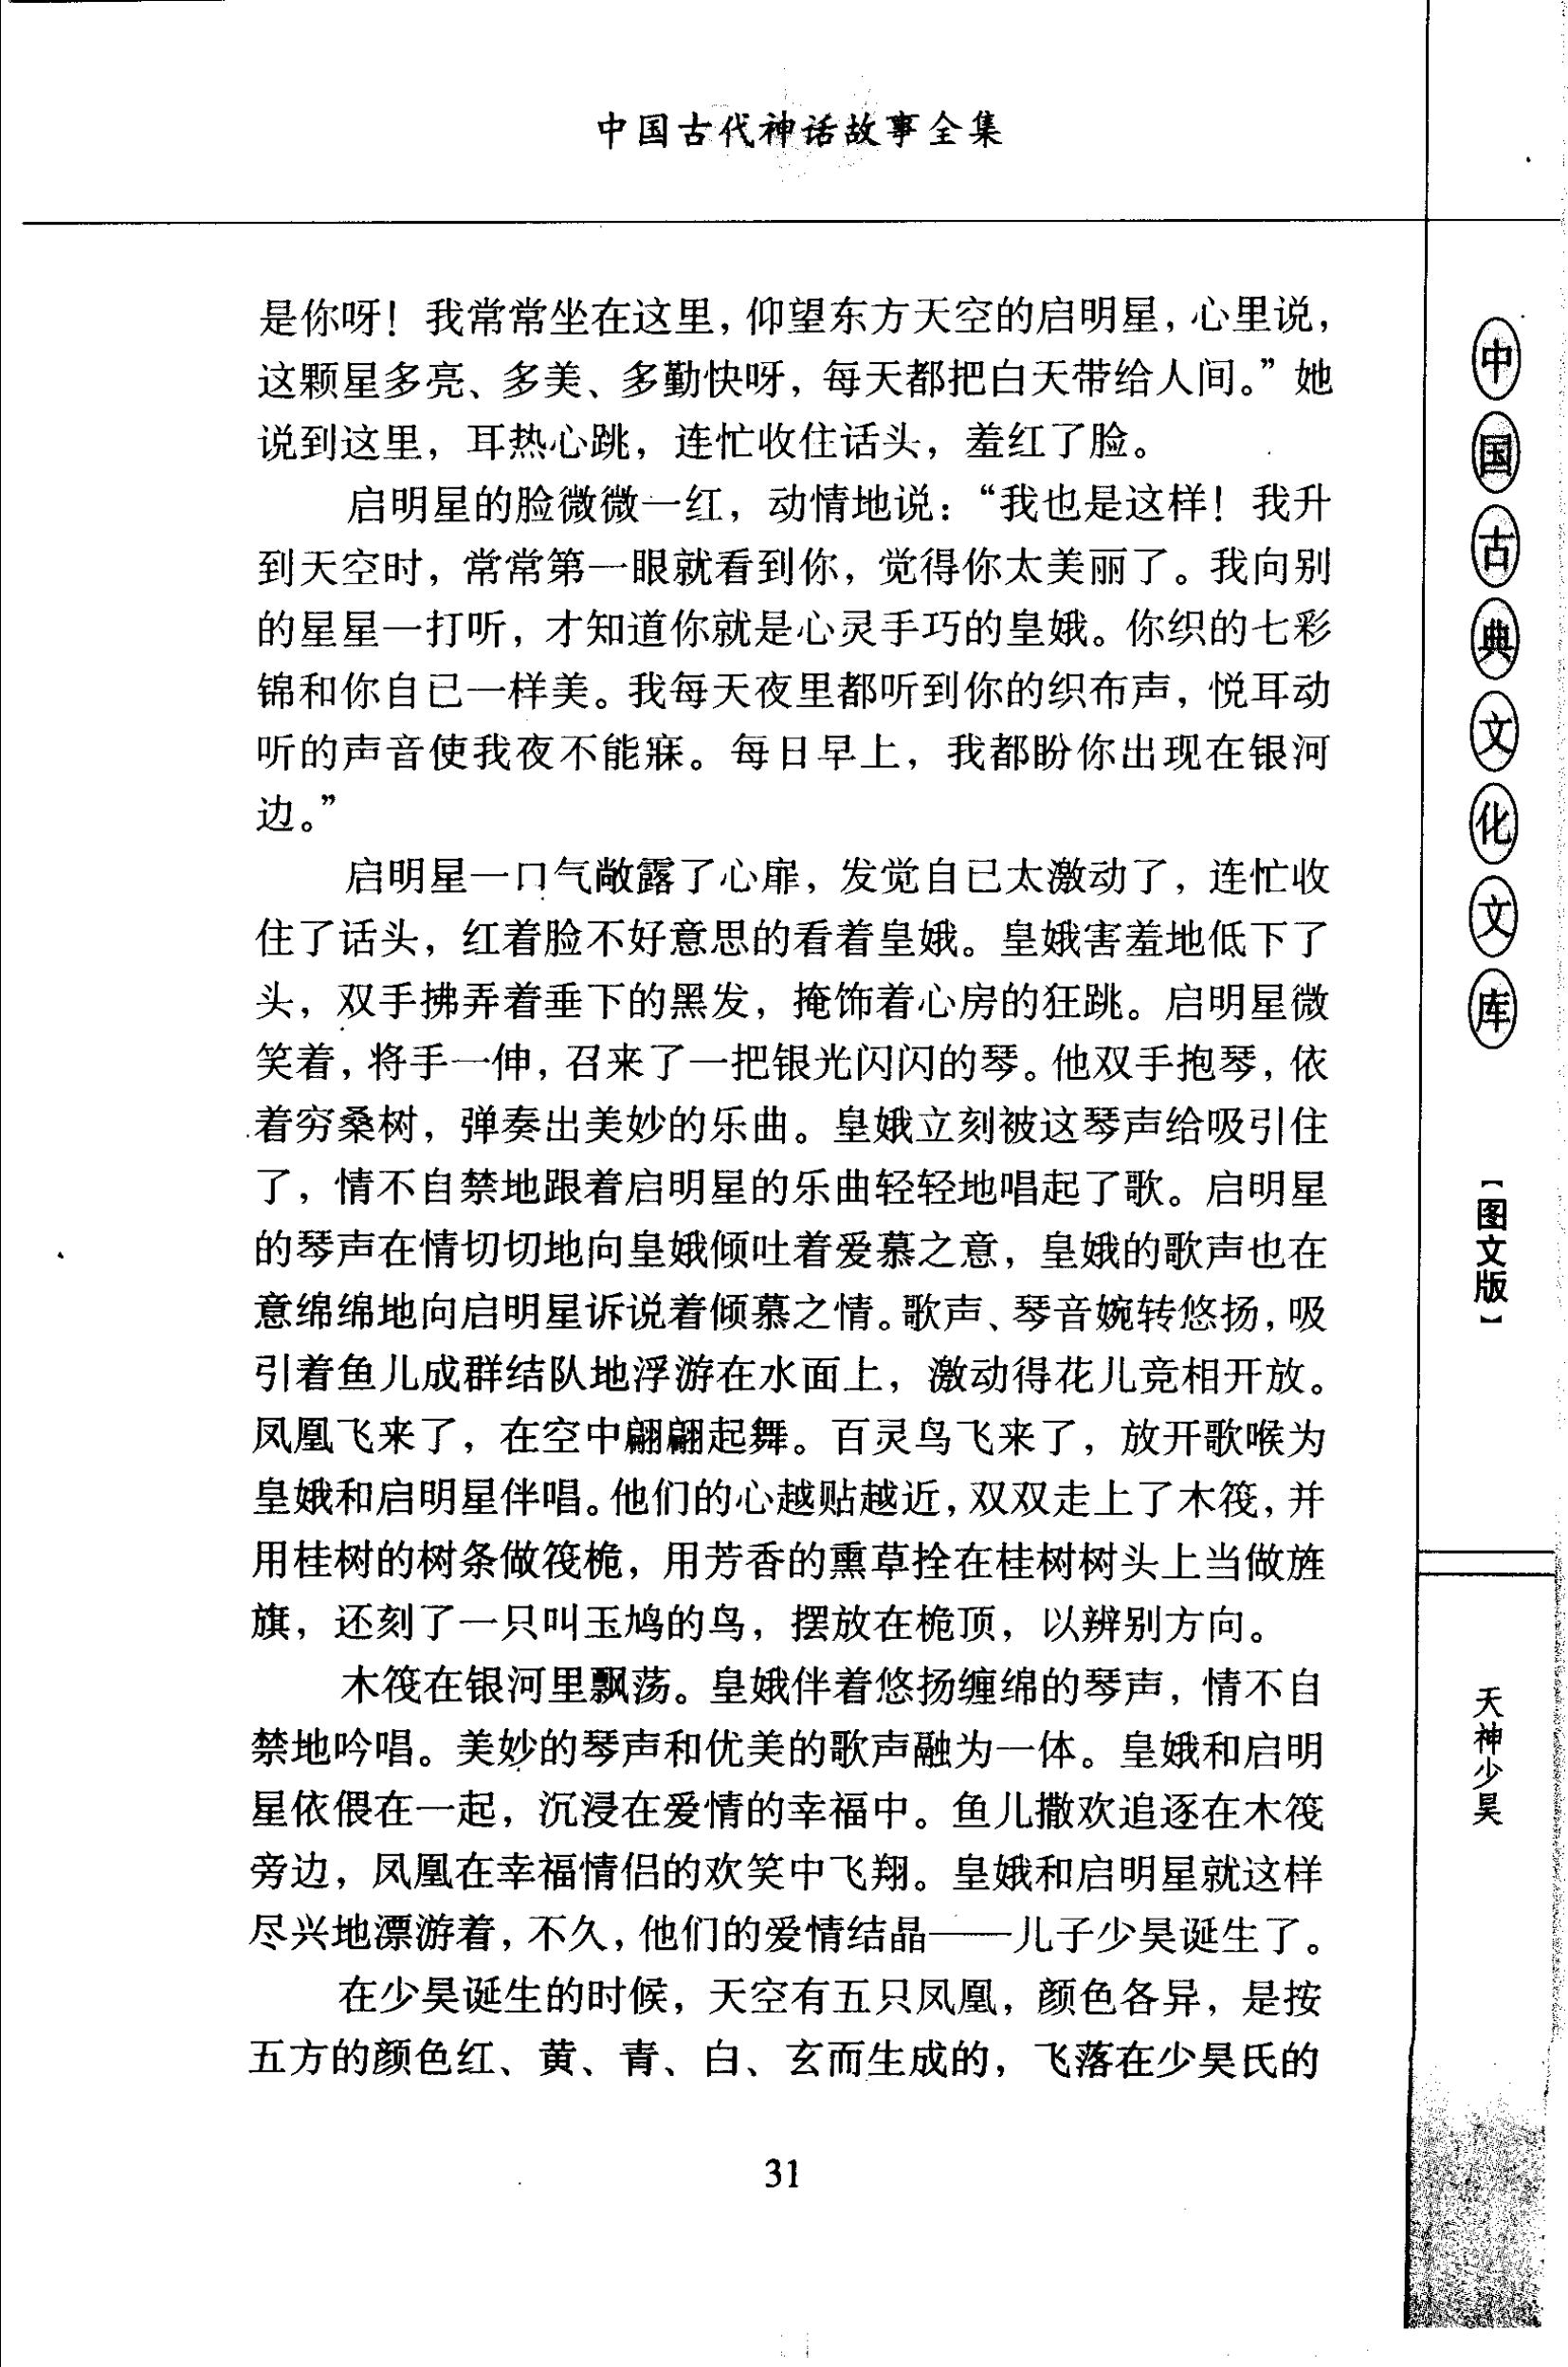 中国古代神话故事全集
是你呀！我常常坐在这里，仰望东方天空的启明星，心里说，
这颗星多亮、多美、多勤快呀，每天都把白天带给人间。”她
说到这里，耳热心跳，连忙收住话头，羞红了脸。
启明星的脸微微一红，动情地说：“我也是这样！我升
到天空时，常常第一眼就看到你，觉得你太美丽了。我向别
的星星一打听，才知道你就是心灵手巧的皇娥。你织的七彩
锦和你自已一样美。我每天夜里都听到你的织布声，悦耳动
听的声音使我夜不能寐。每日早上，我都盼你出现在银河
边。”
启明星一口气敞露了心扉，发觉自已太激动了，连忙收
住了话头，红着脸不好意思的看着皇娥。皇娥害羞地低下了
头，双手拂弄着垂下的黑发，掩饰着心房的狂跳。启明星微
笑着，将手一伸，召来了一把银光闪闪的琴。他双手抱琴，依
着穷桑树，弹奏出美妙的乐曲。皇娥立刻被这琴声给吸引住
了，情不自禁地跟着启明星的乐曲轻轻地唱起了歌。启明星
的琴声在情切切地向皇娥倾吐着爱慕之意，皇娥的歌声也在
意绵绵地向启明星诉说着倾慕之情。歌声、琴音婉转悠扬，吸
引着鱼儿成群结队地浮游在水面上，激动得花儿竞相开放。
凤凰飞来了，在空中翩翩起舞。百灵鸟飞来了，放开歌喉为
皇娥和启明星伴唱。他们的心越贴越近，双双走上了木筏，并
用桂树的树条做筏桅，用芳香的熏草拴在桂树树头上当做旌
旗，还刻了一只叫玉鸠的鸟，摆放在桅顶，以辨别方向。
木筏在银河里飘荡。皇娥伴着悠扬缠绵的琴声，情不自
禁地吟唱。美妙的琴声和优美的歌声融为一体。皇娥和启明
星依偎在一起，沉浸在爱情的幸福中。鱼儿撒欢追逐在木筏
旁边，凤凰在幸福情侣的欢笑中飞翔。皇娥和启明星就这样
尽兴地漂游着，不久，他们的爱情结晶——儿子少昊诞生了。
在少昊诞生的时候，天空有五只凤凰，颜色各异，是按
五方的颜色红、黄、青、白、玄而生成的，飞落在少昊氏的
31
中国古典文化文库
【图文版】
天神少昊